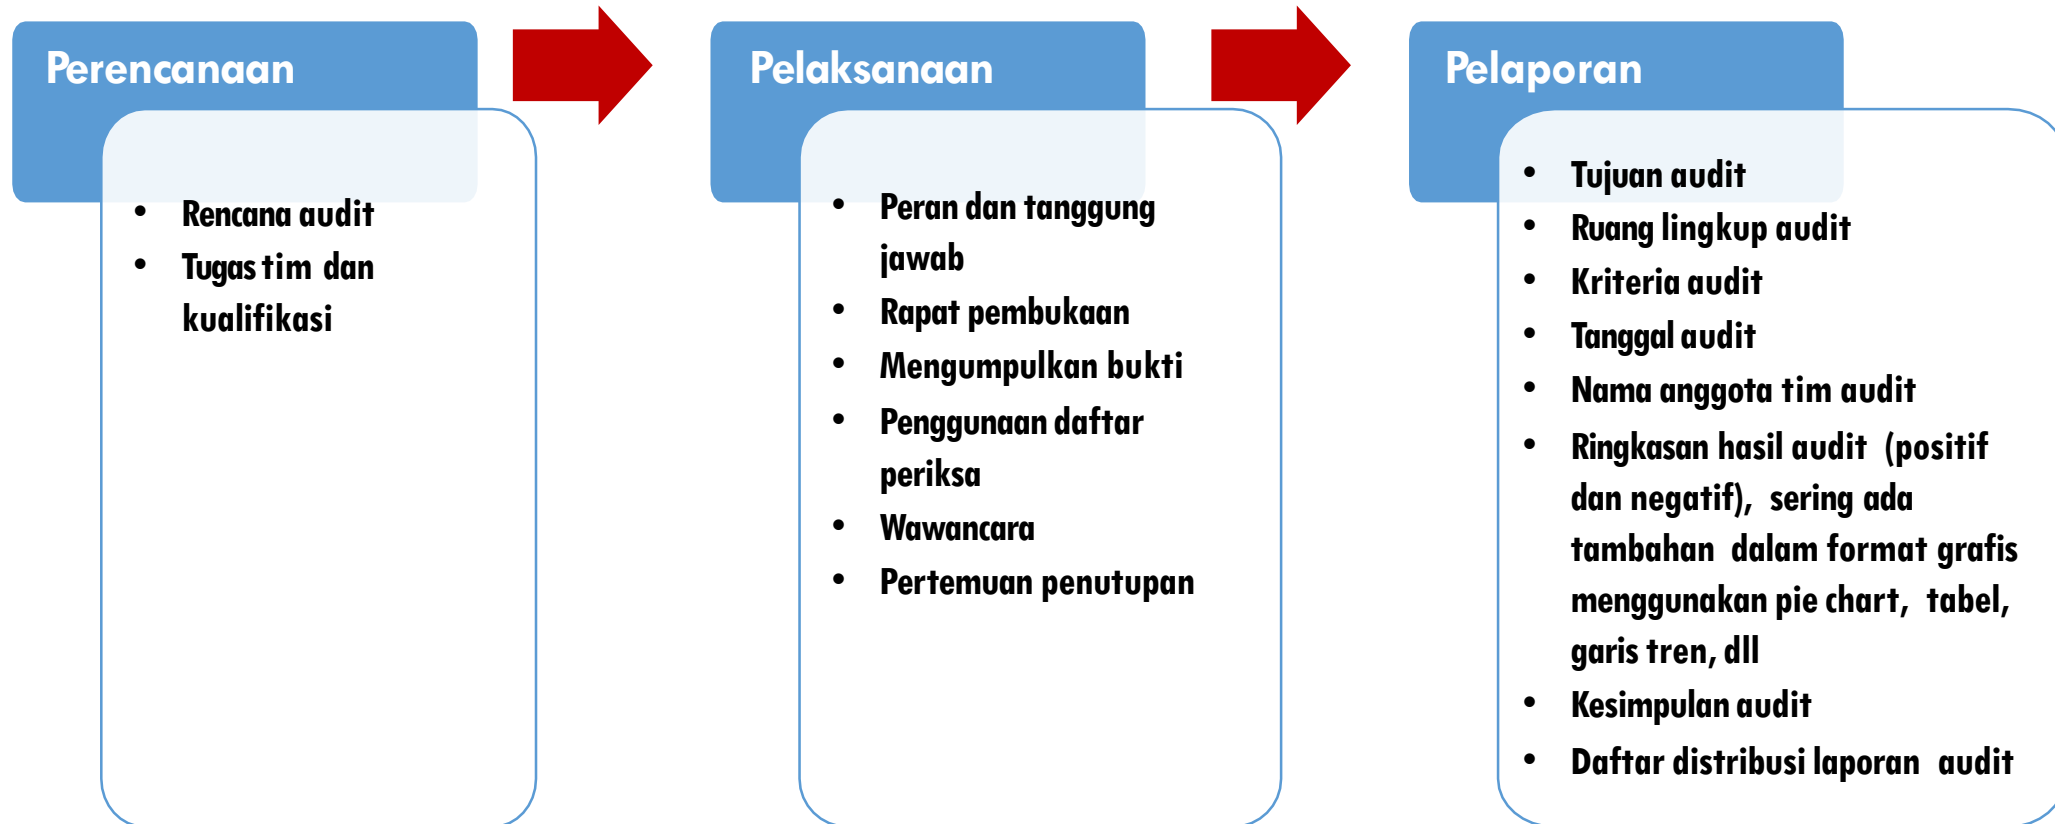 Perencanaan
• Rencana audit
• Tugas tim dan
kualifikasi
Pelaksanaan
• Peran dan tanggung
jawab
• Rapat pembukaan
• Mengumpulkan bukti
• Penggunaan daftar
periksa
• Wawancara
• Pertemuan penutupan
Pelaporan
• Tujuan audit
• Ruang lingkup audit
• Kriteria audit
• Tanggal audit
• Nama anggota tim audit
• Ringkasan hasil audit (positif
dan negatif), sering ada
tambahan dalam format grafis
menggunakan pie chart, tabel,
garis tren, dll
• Kesimpulan audit
• Daftar distribusi laporan audit